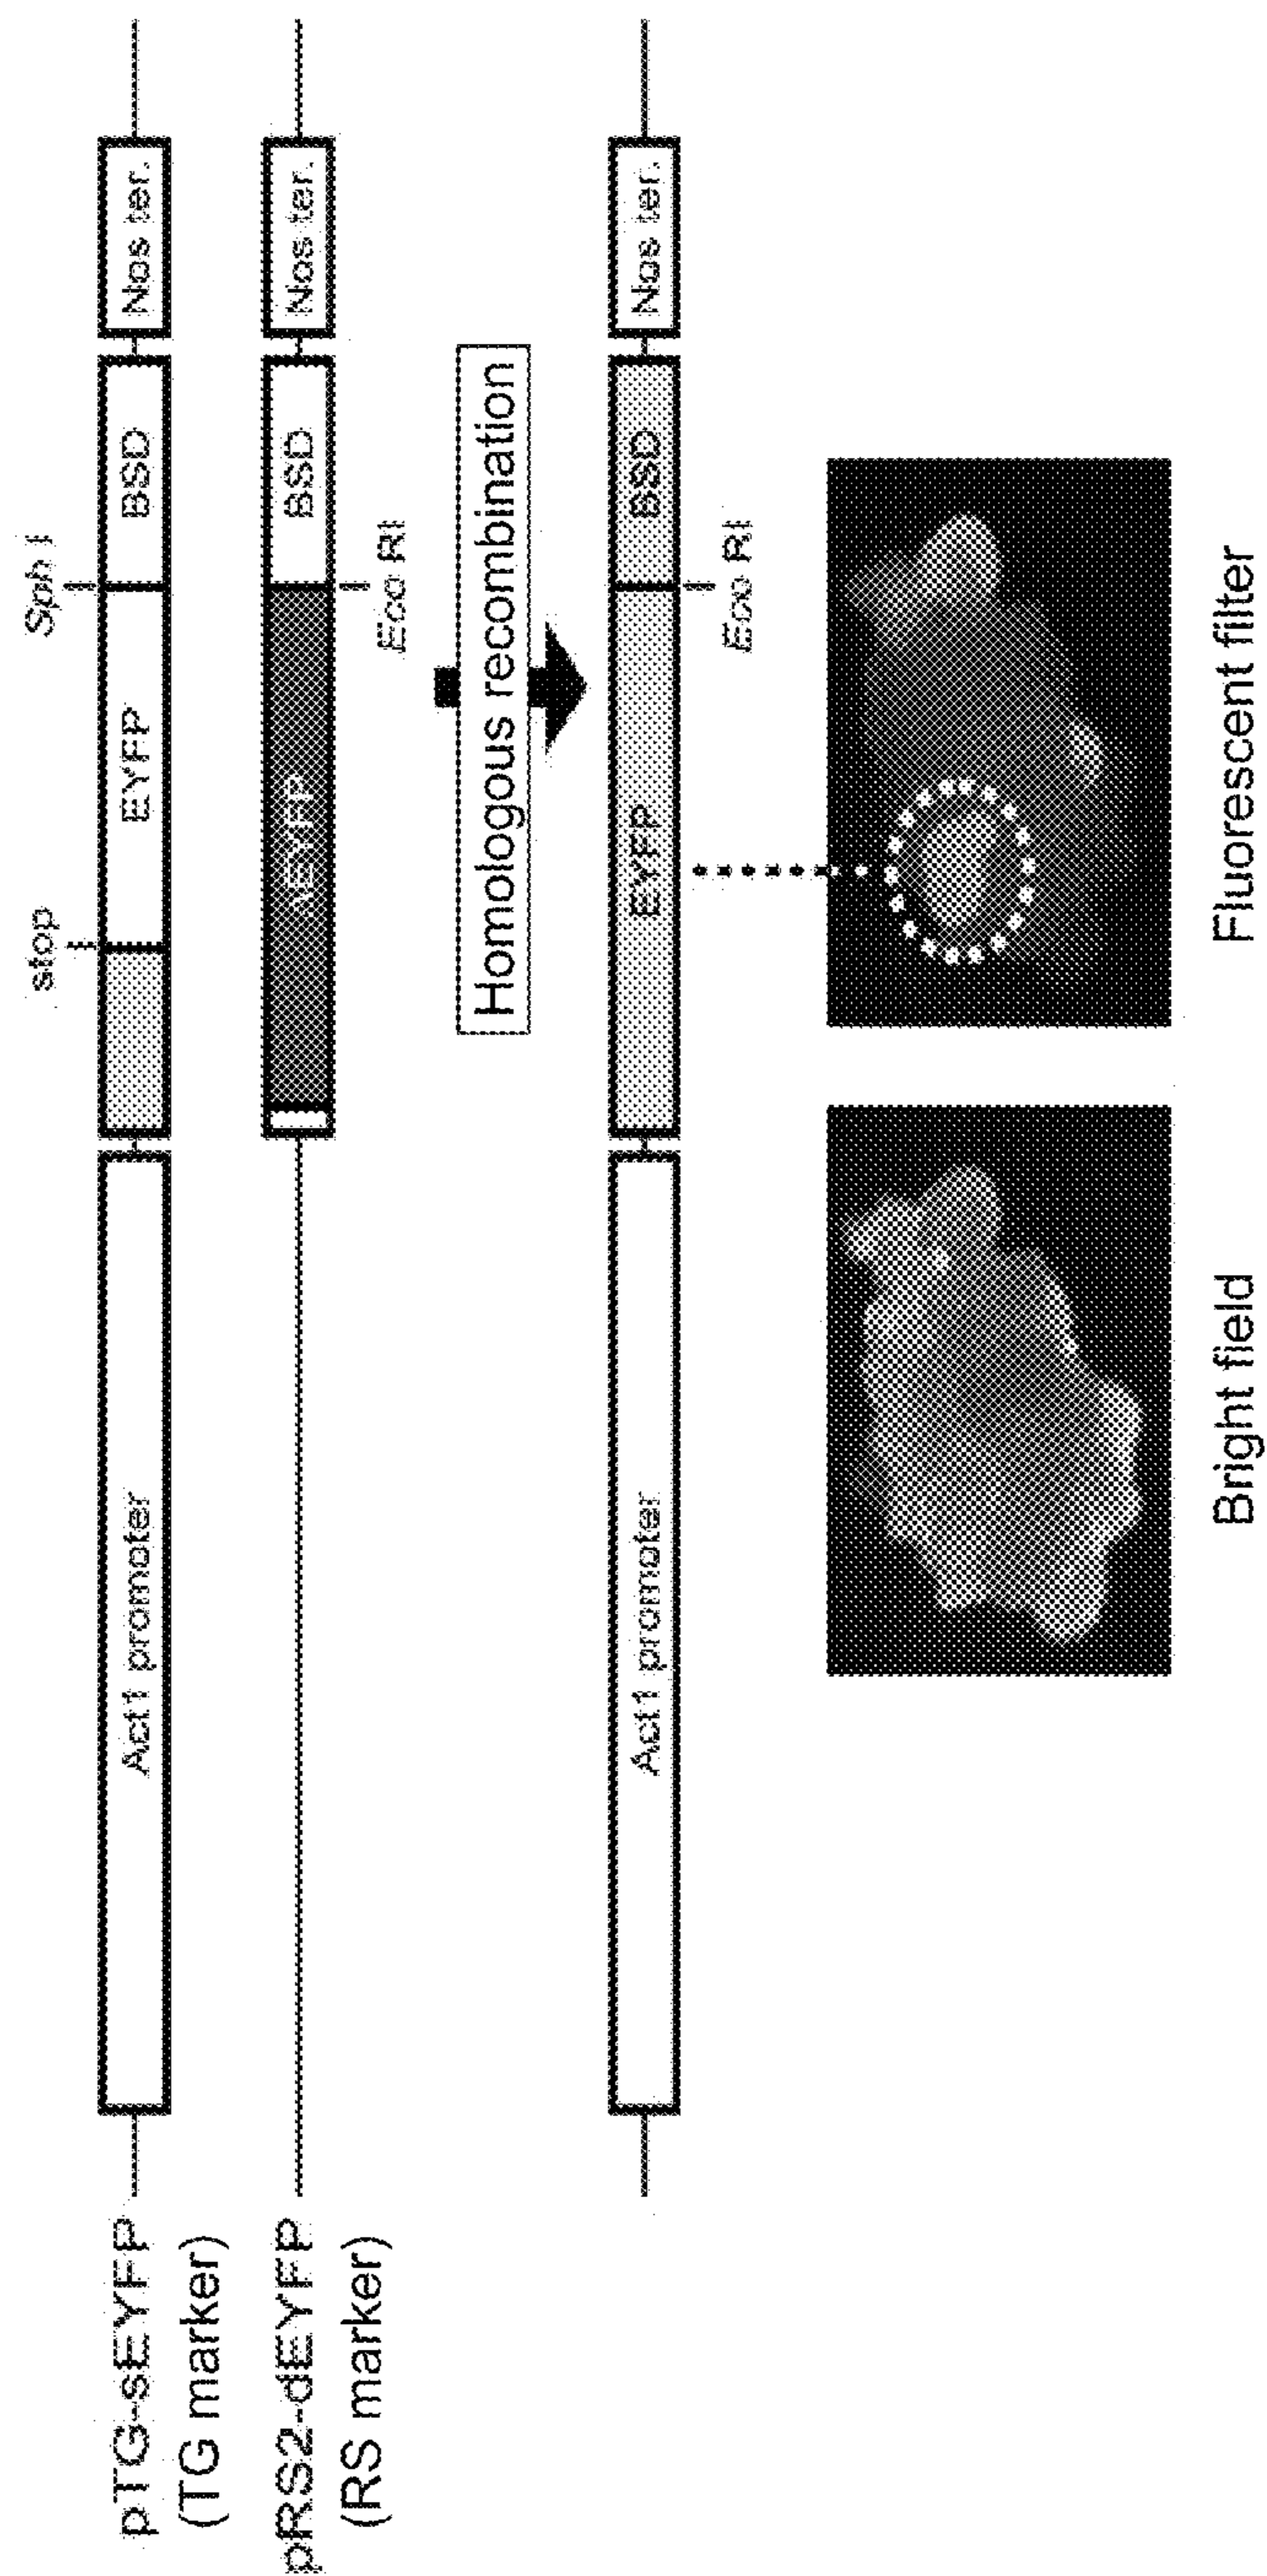 stop
Sph I
pTG-sEYFP
(TG marker)
Act1 promoter
EYFP
BSD
Nos ter.
pRS2-dEYFP
(RS marker)
BSD
Nos ter.
Eco RI
Homologous recombination
Act1 promoter
EYFP
BSD
Nos ter.
Eco RI
Bright field
Fluorescent filter